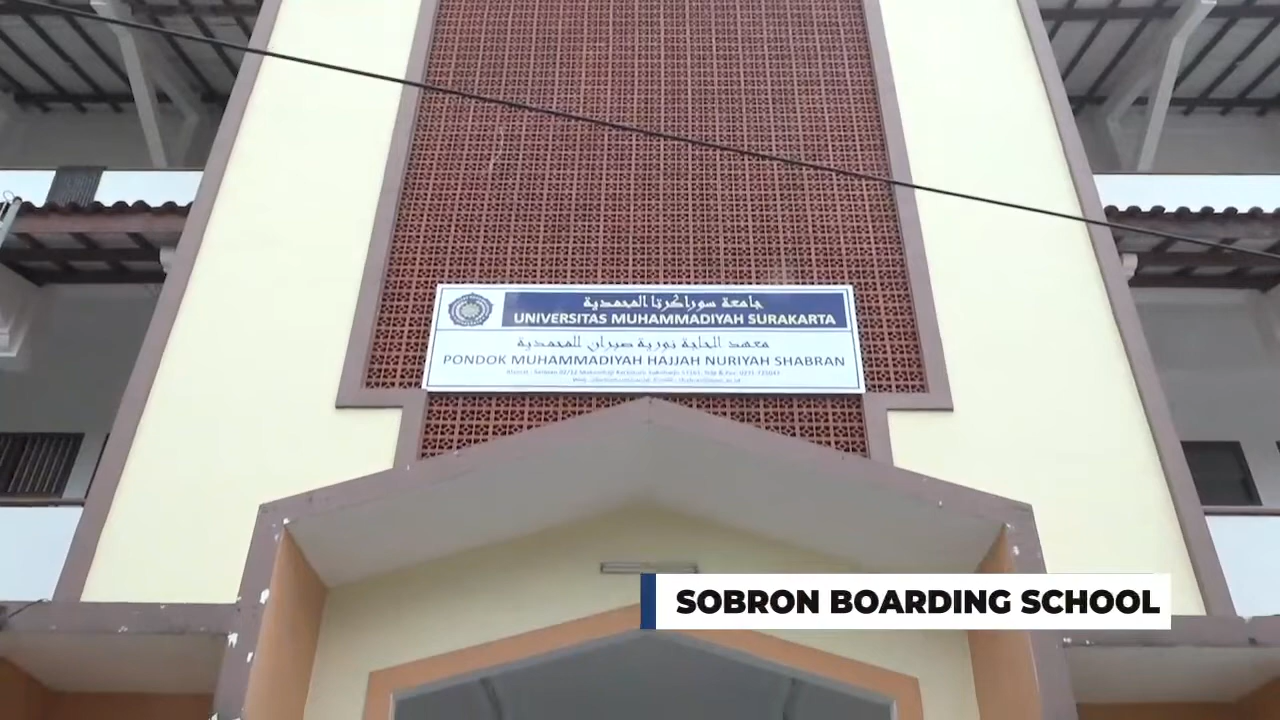 جامعة سوراكرتا المحمدية
UNIVERSITAS MUHAMMADIYAH SURAKARTA
معهد الحاجة نورية صبران المحمدية
PONDOK MUHAMMADIYAH HAJJAH NURIYAH SHABRAN
SOBRON BOARDING SCHOOL